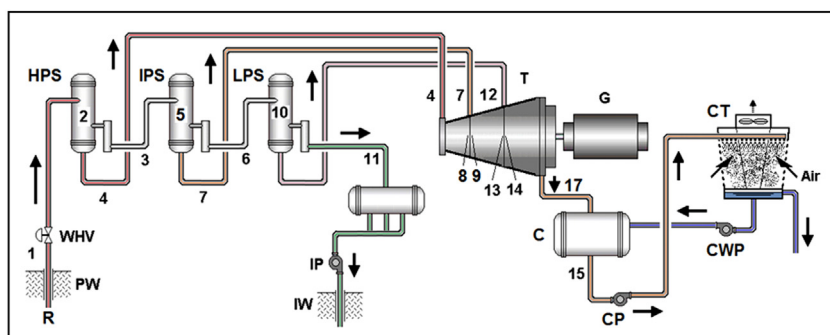 HPS IPS LPS
2 5 10
3 6
4 7
11
1 WHV
PW
R
IP
IW
4 7 12 T
G
8 9 13 14
17
C
15
CP
CWP
CT
Air